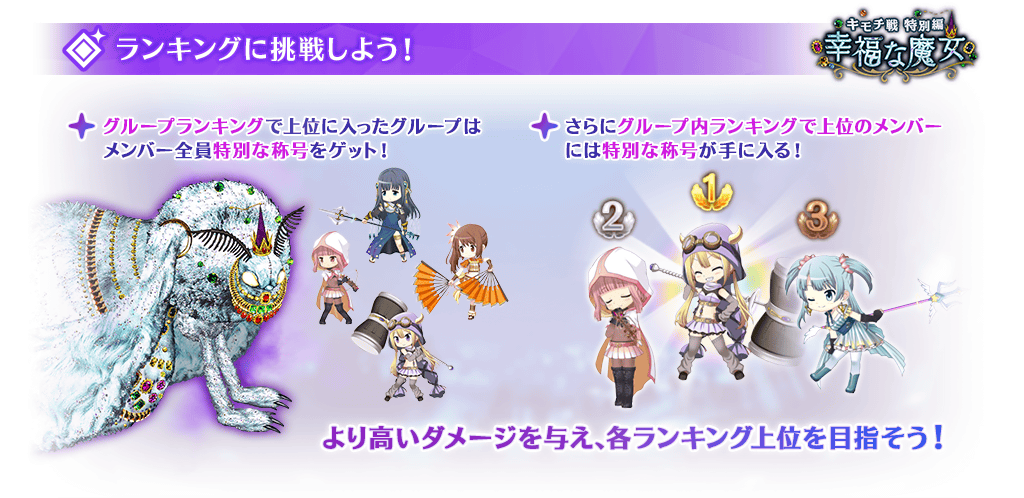 ランキングに挑戦しよう!
キモチ戦 特別編
幸福な魔女
グループランキングで上位に入ったグループは
メンバー全員特別な称号をゲット!
さらにグループ内ランキングで上位のメンバー
には特別な称号が手に入る!
1
2
3
より高いダメージを与え、各ランキング上位を目指そう!